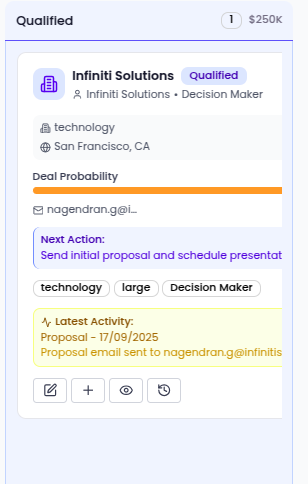 Qualified 1 $250K
Infiniti Solutions Qualified
Infiniti Solutions • Decision Maker
technology
San Francisco, CA
Deal Probability
nagendran.g@i...
Next Action:
Send initial proposal and schedule presentat
technology large Decision Maker
Latest Activity:
Proposal - 17/09/2025
Proposal email sent to nagendran.g@infinitis